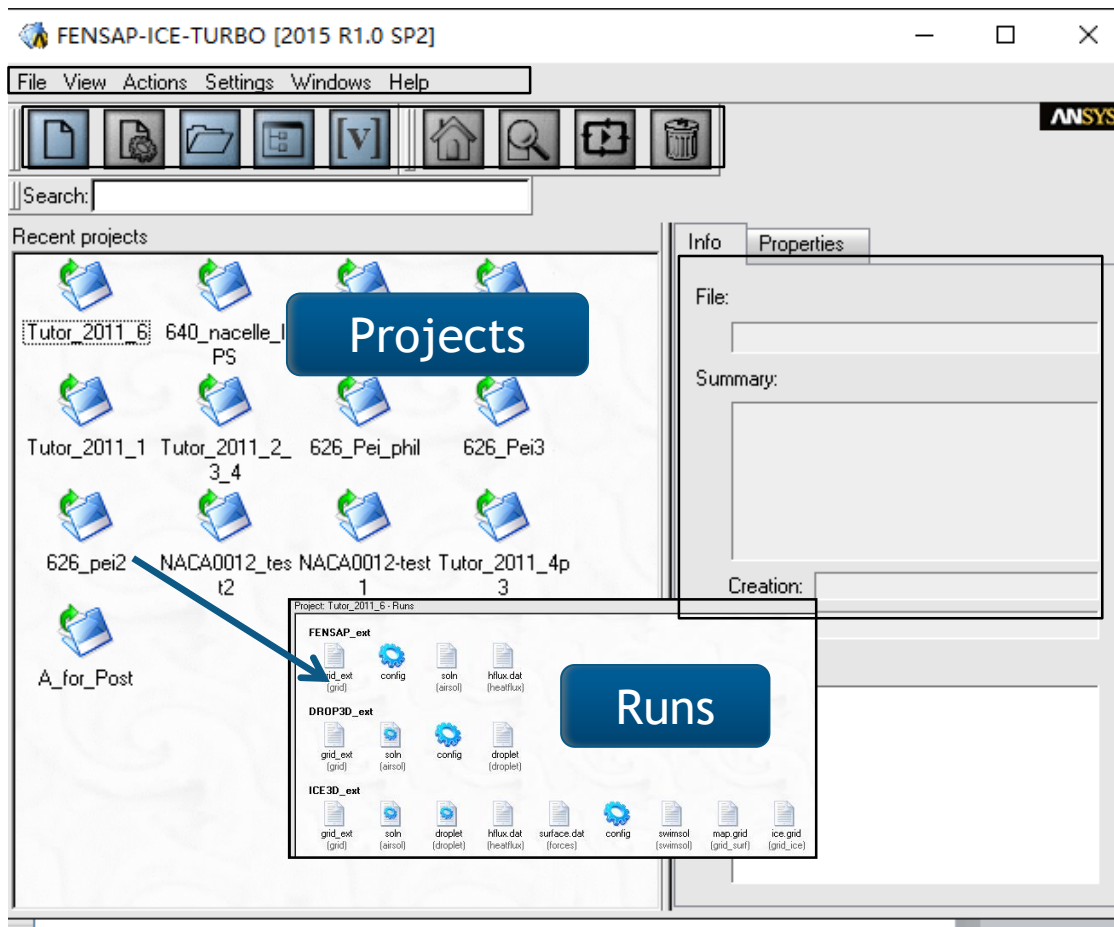 FENSAP-ICE-TURBO [2015 R1.0 SP2]
File View Actions Settings Windows Help
[v]
ANSYS
Search:
Recent projects
Info Properties
Tutor_2011_6 640_nacelle_
PS
Projects
Tutor_2011_1 Tutor_2011_2_ 626_Pei_phil 626_Pei3
3_4
626_pei2 NACA0012_tes NACA0012-test Tutor_2011_4p
t2 1 3
A_for_Post
File:
Summary:
Creation:
Project: Tutor_2011_6 - Runs
FENSAP_ext
config soln hflux.dat
(grid) (airsol) (heatflux)
Runs
DROP3D_ext
grid_ext soln config droplet
(grid) (airsol) (droplet)
ICE3D_ext
grid_ext soln droplet hflux.dat surface.dat config swimsol map.grid ice.grid
(grid) (airsol) (droplet) (heatflux) (forces) (swimsol) (grid_surf) (grid_ice)